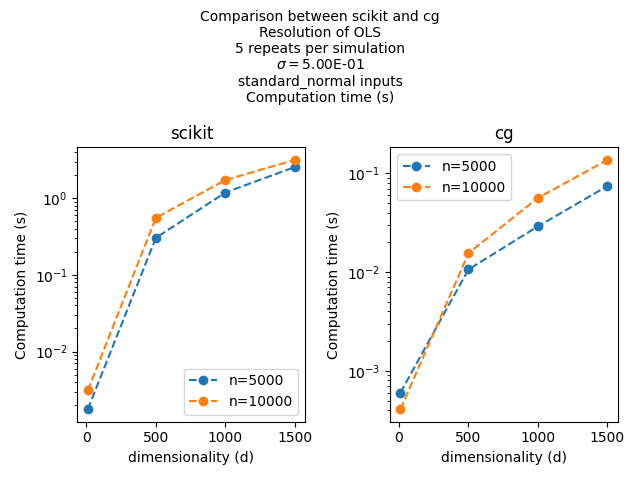 Comparison between scikit and cg
Resolution of OLS
5 repeats per simulation
σ = 5.00E-01
standard_normal inputs
Computation time (s)
scikit
Computation time (s)
10⁰
10⁻¹
10⁻²
n=5000
n=10000
0
500
1000
1500
dimensionality (d)
cg
Computation time (s)
10⁻¹
10⁻²
10⁻³
n=5000
n=10000
0
500
1000
1500
dimensionality (d)